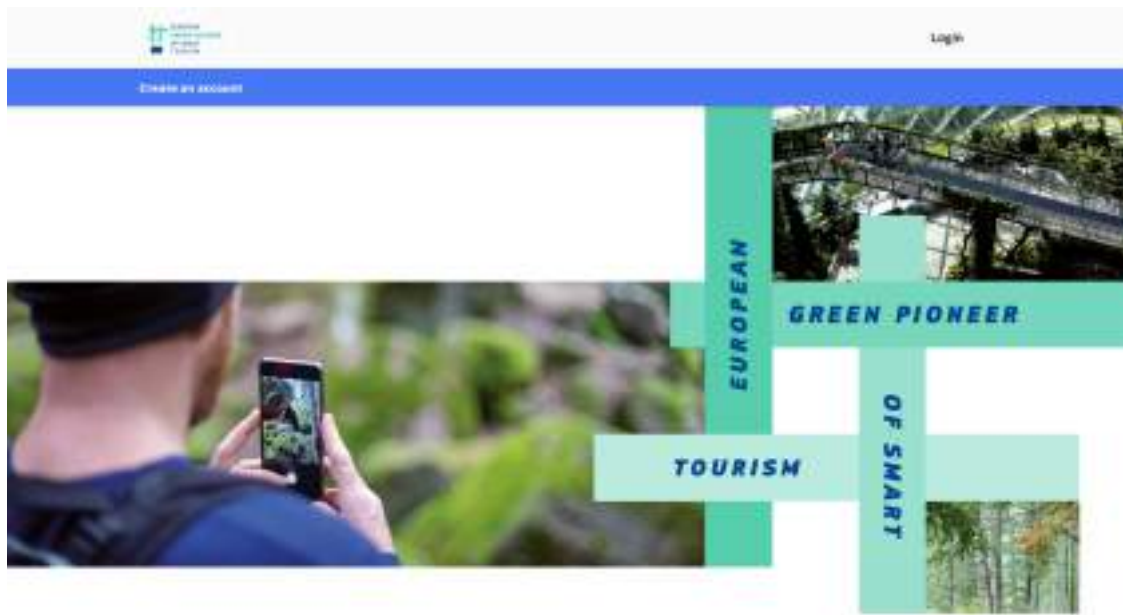 Login
Create an account
EUROPEAN
GREEN PIONEER
OF SMART
TOURISM